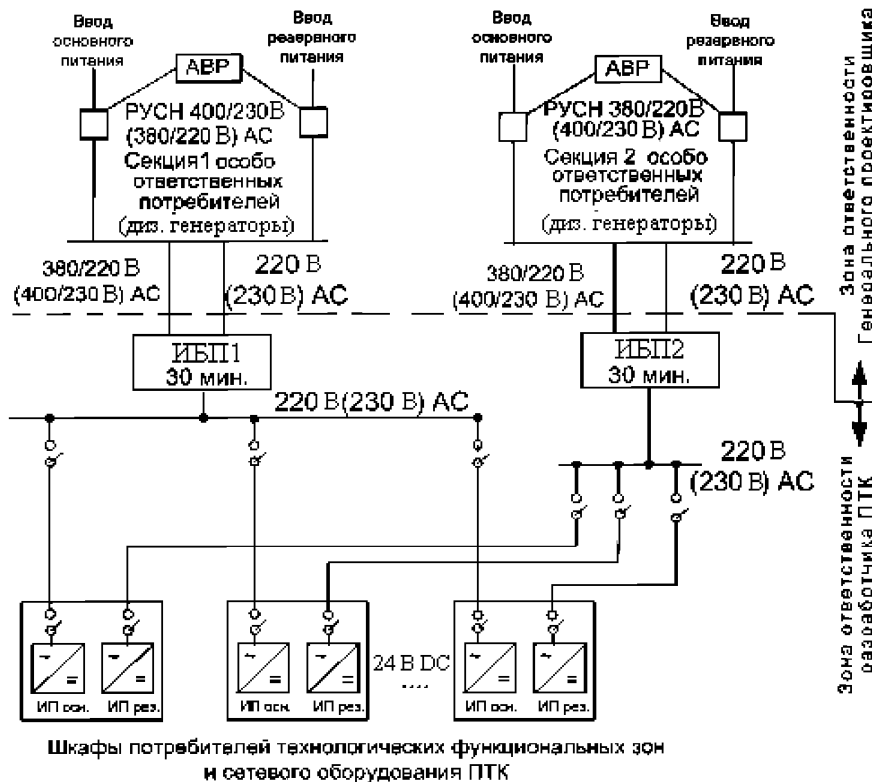 Ввод
основного
питания
АВР
Ввод
резервного
питания
РУСН 400/230В
(380/220 В) АС
Секция1 особо
ответственных
потребителей
(диз. генераторы)
380/220 В
(400/230 В) АС
220 В
(230 В) АС
Ввод
основного
питания
АВР
Ввод
резервного
питания
РУСН 380/220В
(400/230 В) АС
Секция 2 особо
ответственных
потребителей
(диз. генераторы)
380/220 В
(400/230 В) АС
220 В
(230 В) АС
Зона ответственности
Генерального проектировщика
ИБП1
30 мин.
ИБП2
30 мин.
220 В(230 В) АС
220 В
(230 В) АС
Зона ответственности
разработчика ПТК
~
=
~
=
~
=
~
=
~
=
~
=
24 В DC
....
ИП осн.
ИП рез.
ИП осн.
ИП рез.
ИП осн.
ИП рез.
Шкафы потребителей технологических функциональных зон
и сетевого оборудования ПТК